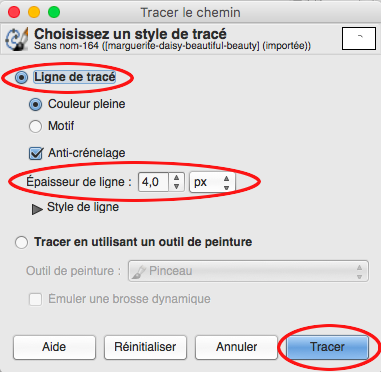 Tracer le chemin
Choisissez un style de tracé
Sans nom-164 ([marguerite-daisy-beautiful-beauty] (importée))
Ligne de tracé
Couleur pleine
Motif
Anti-crénelage
Épaisseur de ligne : 4,0 px
Style de ligne
Tracer en utilisant un outil de peinture
Outil de peinture : Pinceau
Emuler une brosse dynamique
Aide Réinitialiser Annuler Tracer